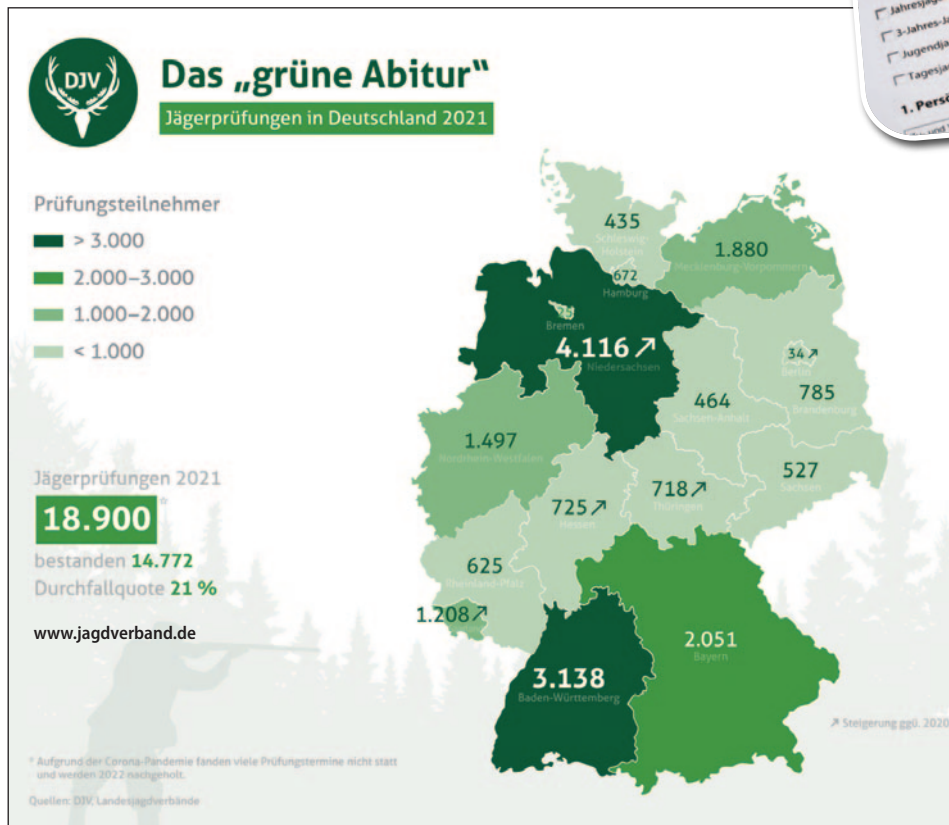 DJV
Das „grüne Abitur“
Jägerprüfungen in Deutschland 2021
Jahresjag
3-Jahres-Ja
Jugendja
Tagesjag
1. Persö
Prüfungsteilnehmer
> 3.000
2.000–3.000
1.000–2.000
< 1.000
435
Schleswig-
Holstein
1.880
Mecklenburg-Vorpommern
672
Hamburg
Bremen
4.116 ↗
Niedersachsen
34 ↗
Berlin
785
Brandenburg
464
Sachsen-Anhalt
1.497
Nordrhein-Westfalen
527
Sachsen
718 ↗
Thüringen
725 ↗
Hessen
625
Rheinland-Pfalz
1.208 ↗
2.051
Bayern
3.138
Baden-Württemberg
Jägerprüfungen 2021
18.900 *
bestanden 14.772
Durchfallquote 21 %
www.jagdverband.de
↗ Steigerung ggü. 2020
* Aufgrund der Corona-Pandemie fanden viele Prüfungstermine nicht statt
und werden 2022 nachgeholt.
Quellen: DJV, Landesjagdverbände